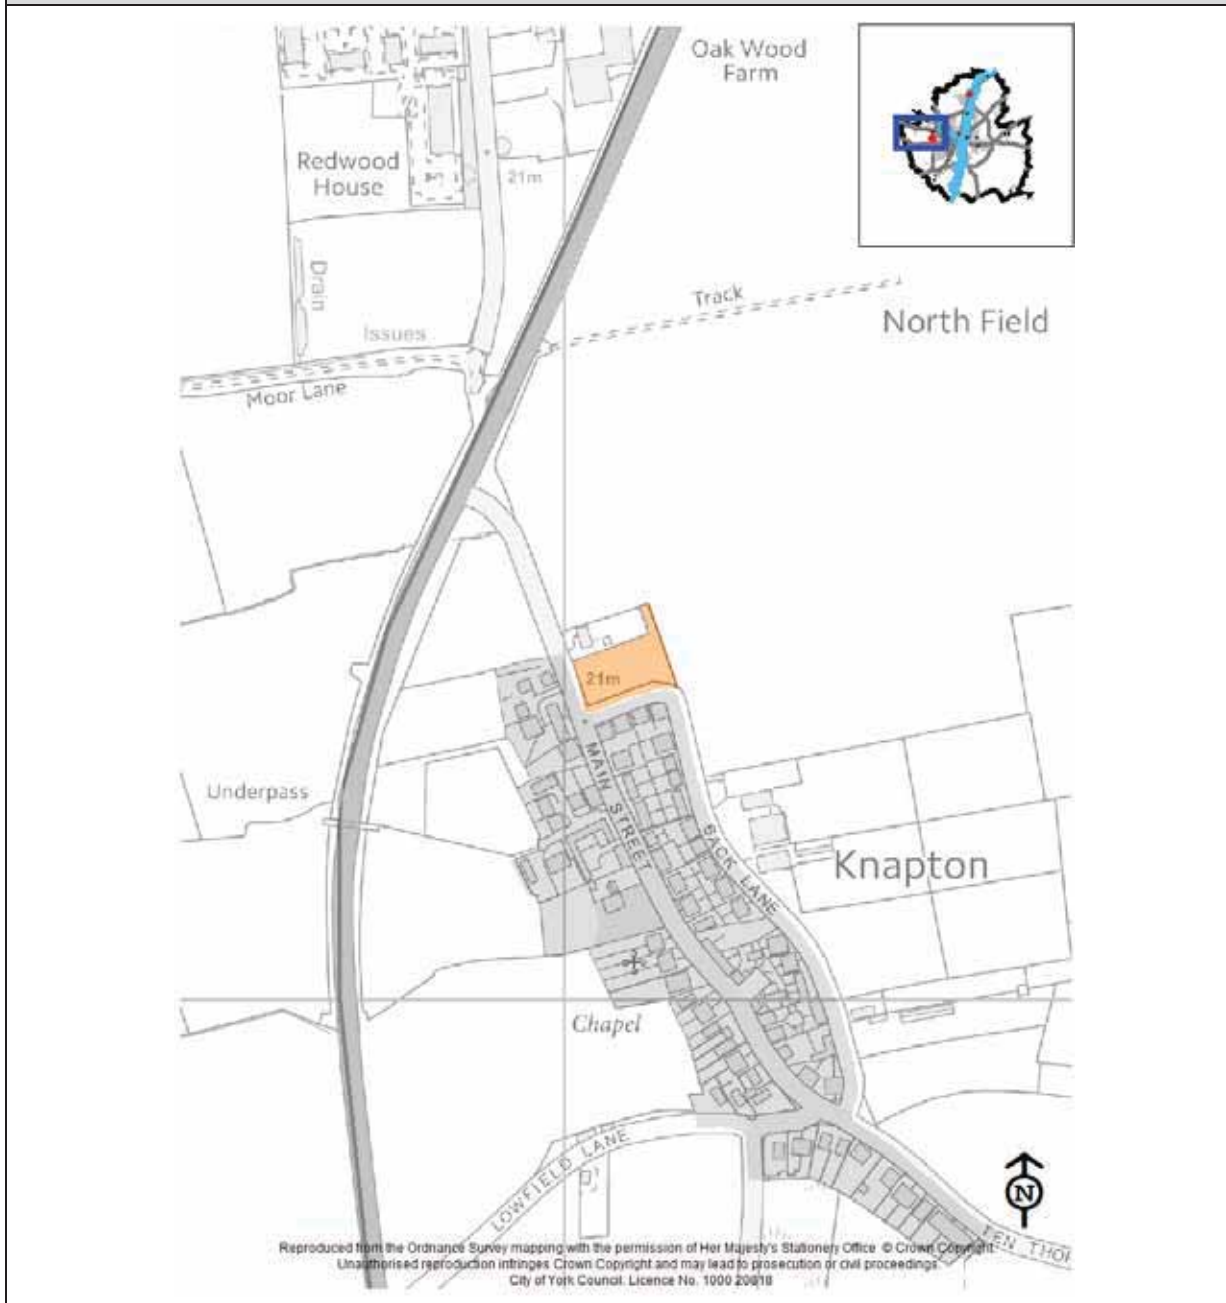 Oak Wood
Farm
Redwood
House
21m
Drain
Track
North Field
Issues
Moor Lane
21m
MAIN STREET
Underpass
BACK LANE
Knapton
Chapel
LOWFIELD LANE
N
Reproduced from the Ordnance Survey mapping with the permission of Her Majesty's Stationery Office © Crown Copyright.
Unauthorised reproduction infringes Crown Copyright and may lead to prosecution or civil proceedings.
City of York Council. Licence No. 1000 20818